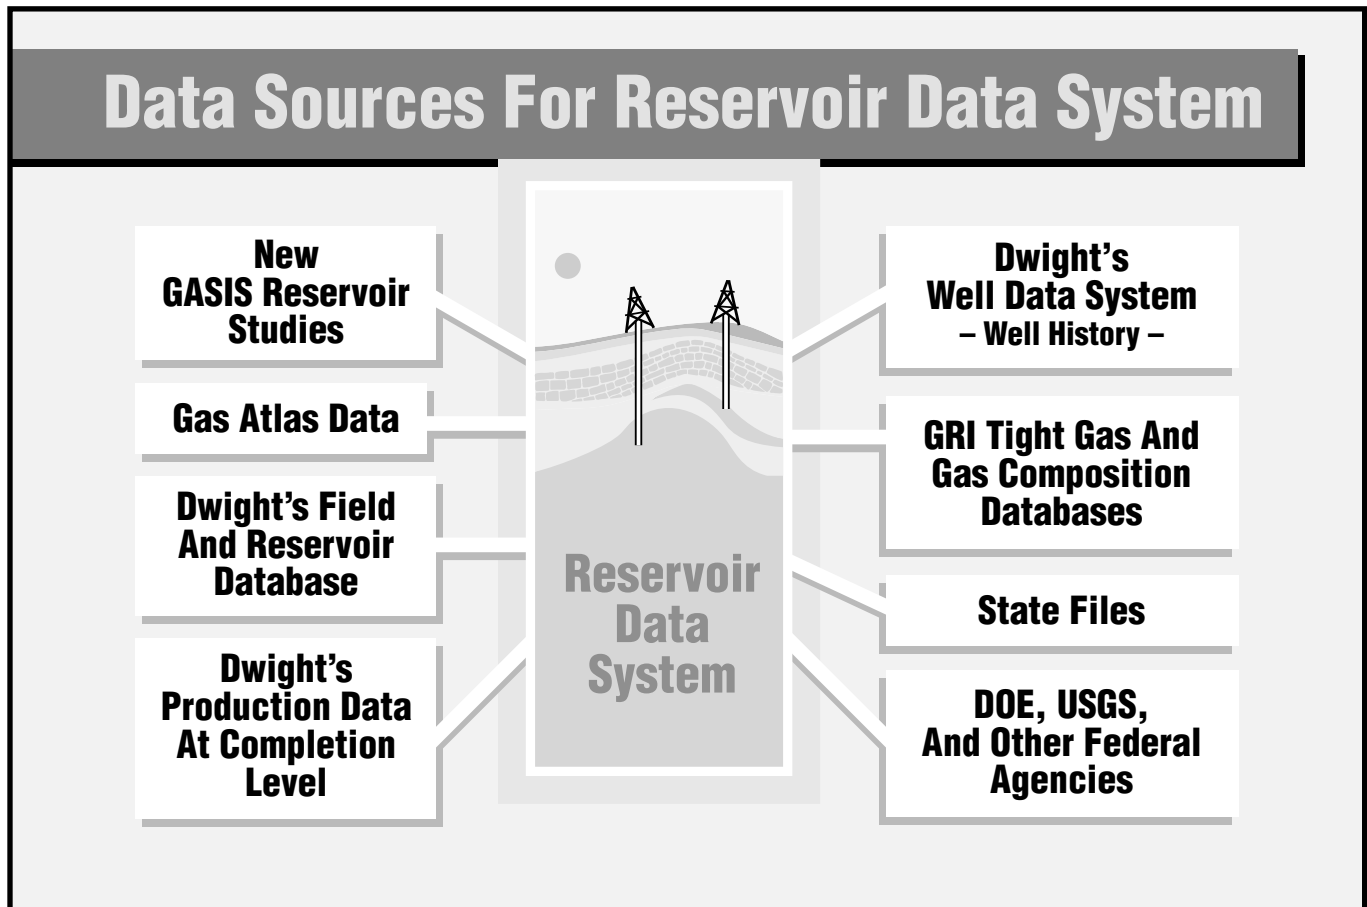 Data Sources For Reservoir Data System
New
GASIS Reservoir
Studies
Gas Atlas Data
Dwight's Field
And Reservoir
Database
Dwight's
Production Data
At Completion
Level
Reservoir
Data
System
Dwight's
Well Data System
– Well History –
GRI Tight Gas And
Gas Composition
Databases
State Files
DOE, USGS,
And Other Federal
Agencies